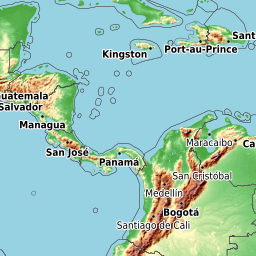 Sant
Port-au-Prince
Kingston
Guatemala
Salvador
Managua
San José
Panamá
Maracaibo
Ca
San Cristóbal
Medellín
Bogotá
Santiago de Cali